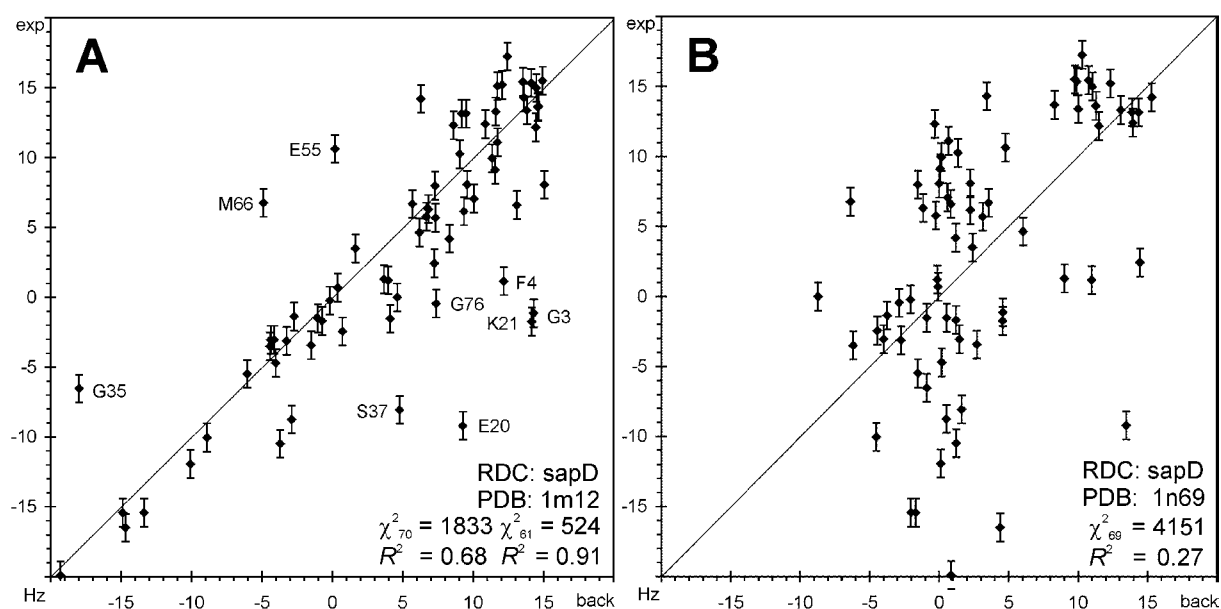 exp
A
15
10
5
0
-5
-10
-15
Hz
-15
-10
-5
0
5
10
15
back
E55
M66
F4
G76
G3
K21
G35
S37
E20
RDC: sapD
PDB: 1m12
χ²₇₀ = 1833 χ²₆₁ = 524
R² = 0.68 R² = 0.91
exp
B
15
10
5
0
-5
-10
-15
Hz
-15
-10
-5
0
5
10
15
back
RDC: sapD
PDB: 1n69
χ²₆₉ = 4151
R² = 0.27